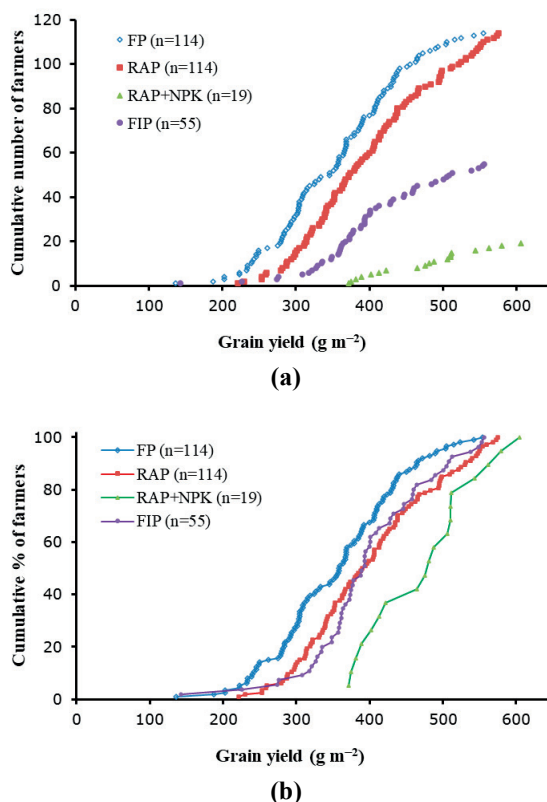 120
100
80
60
40
20
0
Cumulative number of farmers
FP (n=114)
RAP (n=114)
RAP+NPK (n=19)
FIP (n=55)
0 100 200 300 400 500 600
Grain yield (g m⁻²)
(a)
100
80
60
40
20
0
Cumulative % of farmers
FP (n=114)
RAP (n=114)
RAP+NPK (n=19)
FIP (n=55)
0 100 200 300 400 500 600
Grain yield (g m⁻²)
(b)